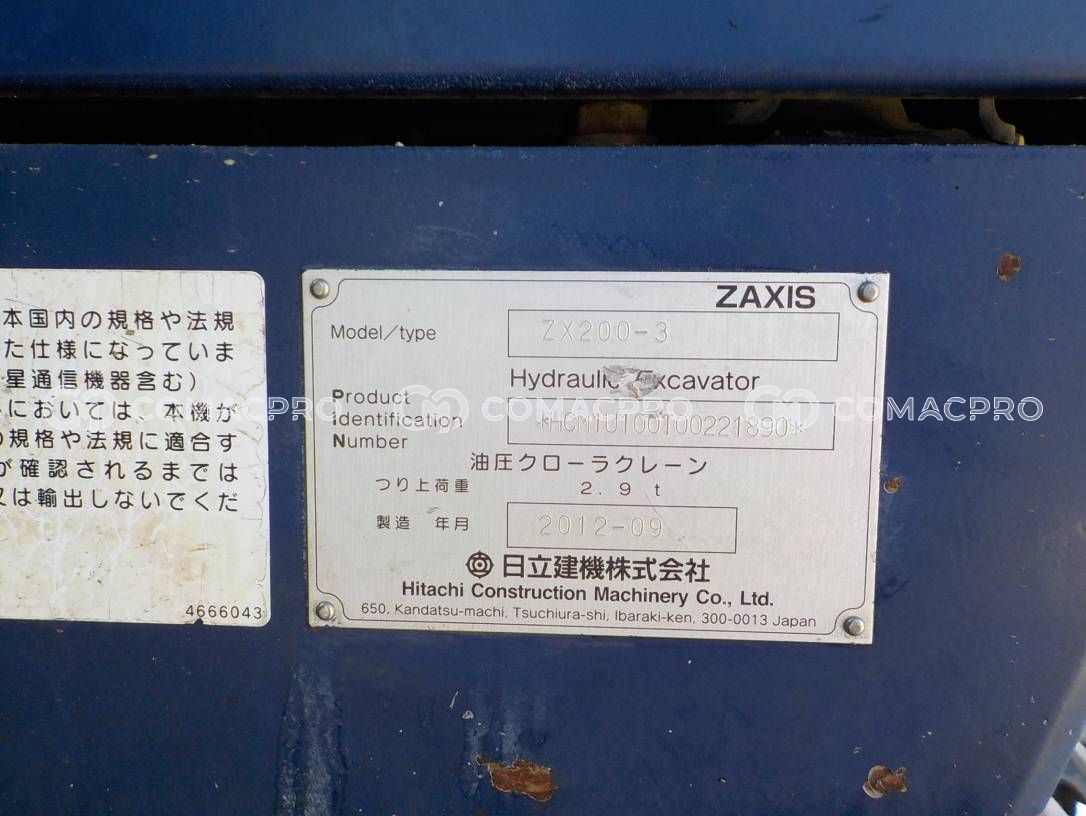 本国内の規格や法規
た仕様になっていま
星通信機器含む)
においては、本機が
の規格や法規に適合す
が確認されるまでは
又は輸出しないでくだ
4666043
ZAXIS
Model/type ZX200-3
Hydraulic Excavator
Product
Identification
Number
*HCM1U100T00221890*
油圧クローラクレーン
つり上荷重 2.9 t
製造 年月 2012-09
日立建機株式会社
Hitachi Construction Machinery Co., Ltd.
650, Kandatsu-machi, Tsuchiura-shi, Ibaraki-ken, 300-0013 Japan
COMACPRO COMACPRO COMACPRO